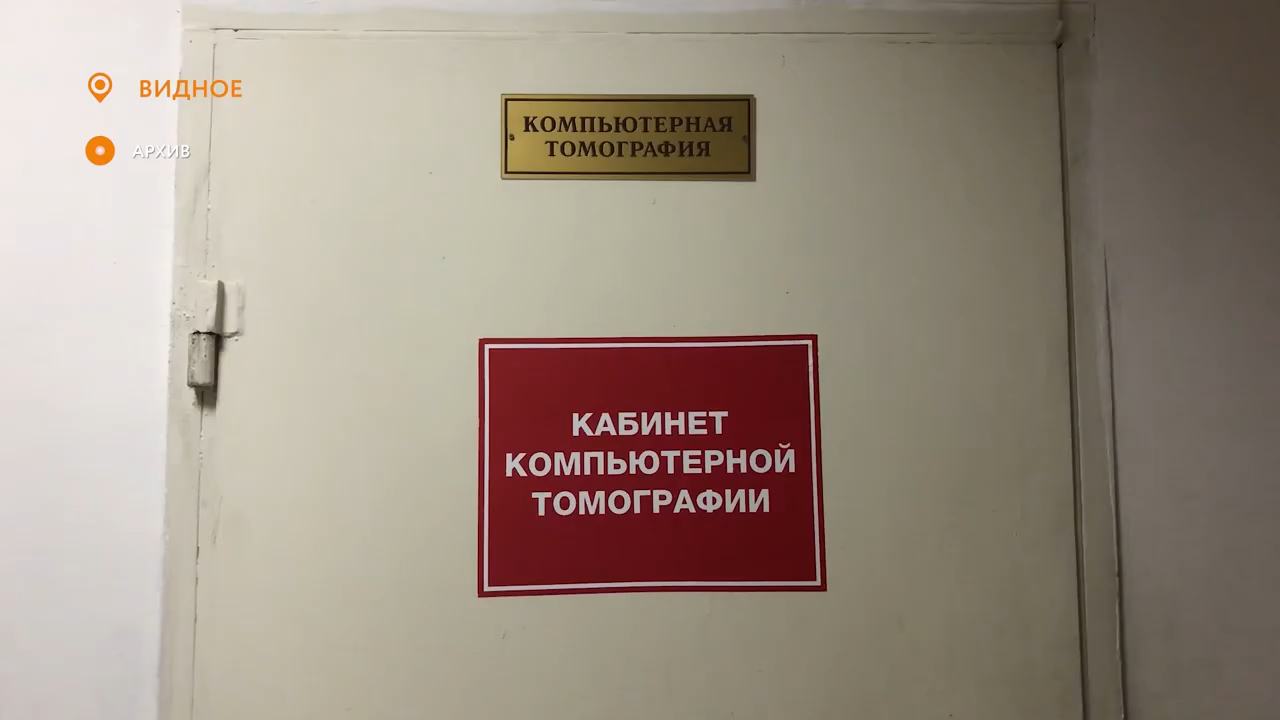 ВИДНОЕ
АРХИВ
КОМПЬЮТЕРНАЯ
ТОМОГРАФИЯ
КАБИНЕТ
КОМПЬЮТЕРНОЙ
ТОМОГРАФИИ